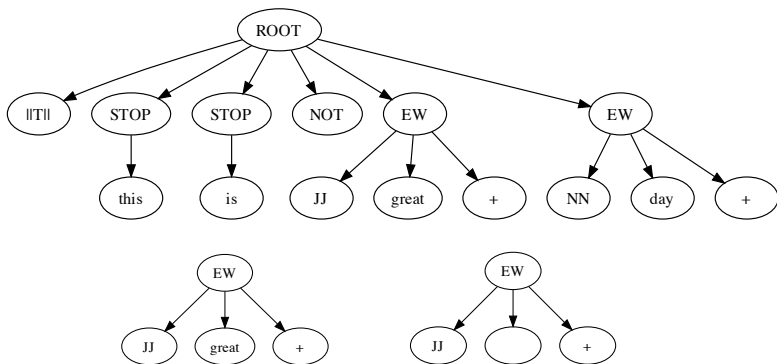 ROOT
||T|| STOP STOP NOT EW EW
this is JJ great + NN day +
EW EW
JJ great + JJ +